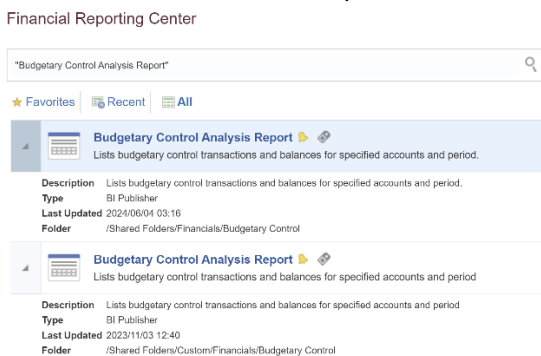 Financial Reporting Center
"Budgetary Control Analysis Report"
Favorites Recent All
Budgetary Control Analysis Report
Lists budgetary control transactions and balances for specified accounts and period.
Description Lists budgetary control transactions and balances for specified accounts and period.
Type BI Publisher
Last Updated 2024/06/04 03:16
Folder /Shared Folders/Financials/Budgetary Control
Budgetary Control Analysis Report
Lists budgetary control transactions and balances for specified accounts and period
Description Lists budgetary control transactions and balances for specified accounts and period
Type BI Publisher
Last Updated 2023/11/03 12:40
Folder /Shared Folders/Custom/Financials/Budgetary Control